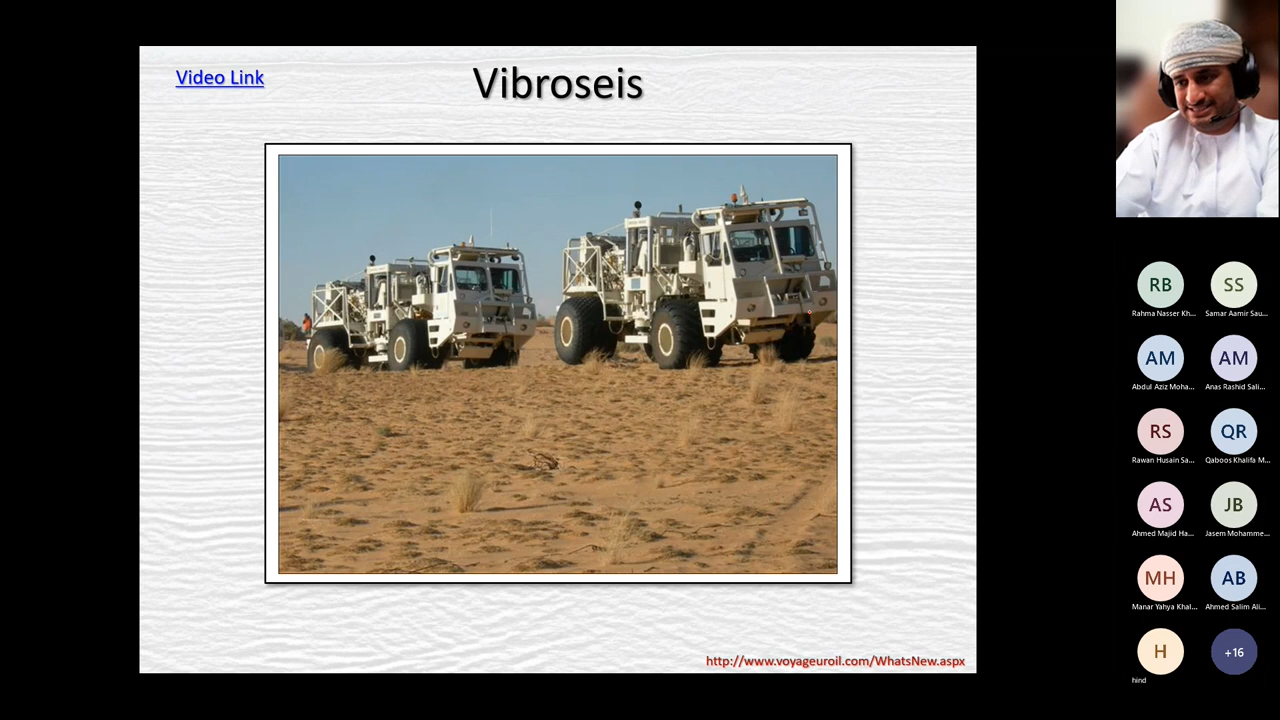 Video Link
Vibroseis
http://www.voyageuroil.com/WhatsNew.aspx
RB
Rahma Nasser Kh...
SS
Samar Aamir Sau...
AM
Abdul Aziz Moha...
AM
Anas Rashid Sali...
RS
Rawan Husain Sa...
QR
Qaboos Khalifa M...
AS
Ahmed Majid Ha...
JB
Jasem Mohamme...
MH
Manar Yahya Khal...
AB
Ahmed Salim Ali...
H
hind
+16